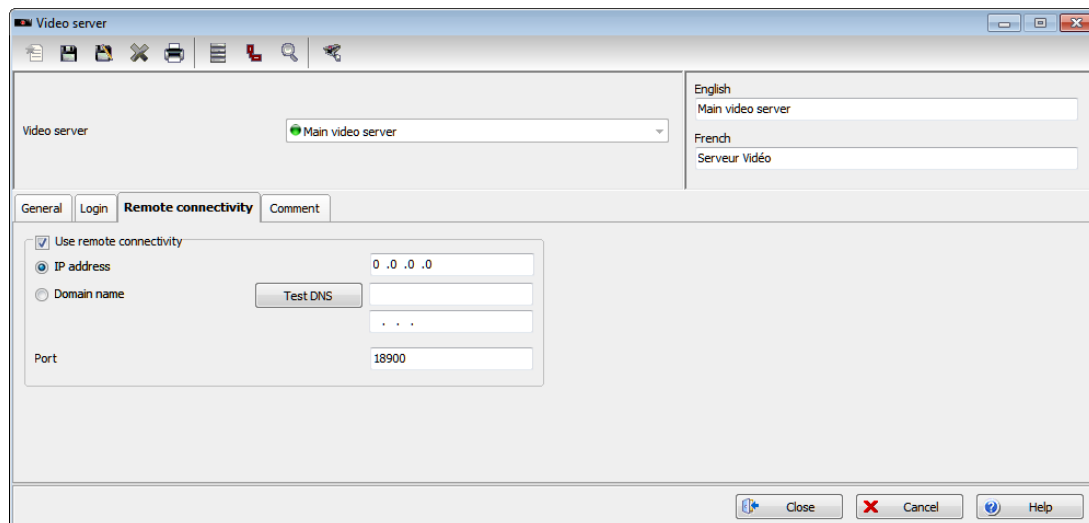 Video server
English
Main video server
Video server
Main video server
French
Serveur Vidéo
General Login Remote connectivity Comment
Use remote connectivity
IP address 0 .0 .0 .0
Domain name Test DNS
. . .
Port 18900
Close Cancel Help